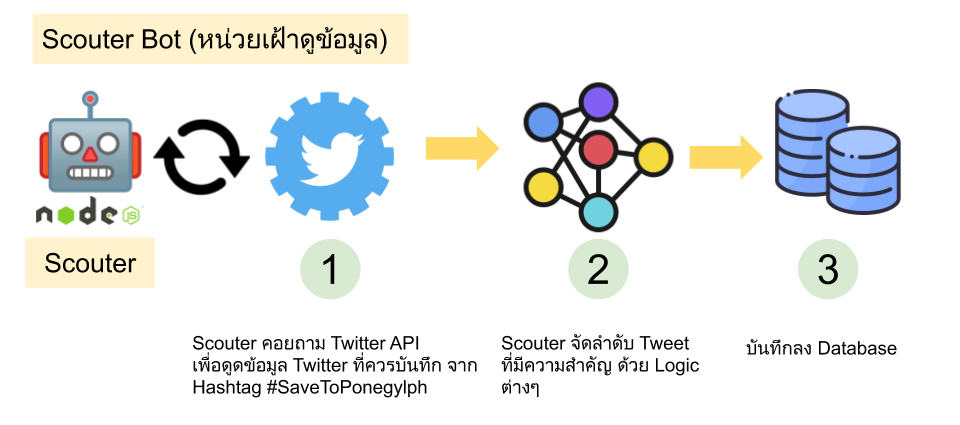 Scouter Bot (หน่วยเฝ้าดูข้อมูล)
node
JS
Scouter
1
2
3
Scouter คอยถาม Twitter API
เพื่อดูดข้อมูล Twitter ที่ควรบันทึก จาก
Hashtag #SaveToPonegylph
Scouter จัดลำดับ Tweet
ที่มีความสำคัญ ด้วย Logic
ต่างๆ
บันทึกลง Database